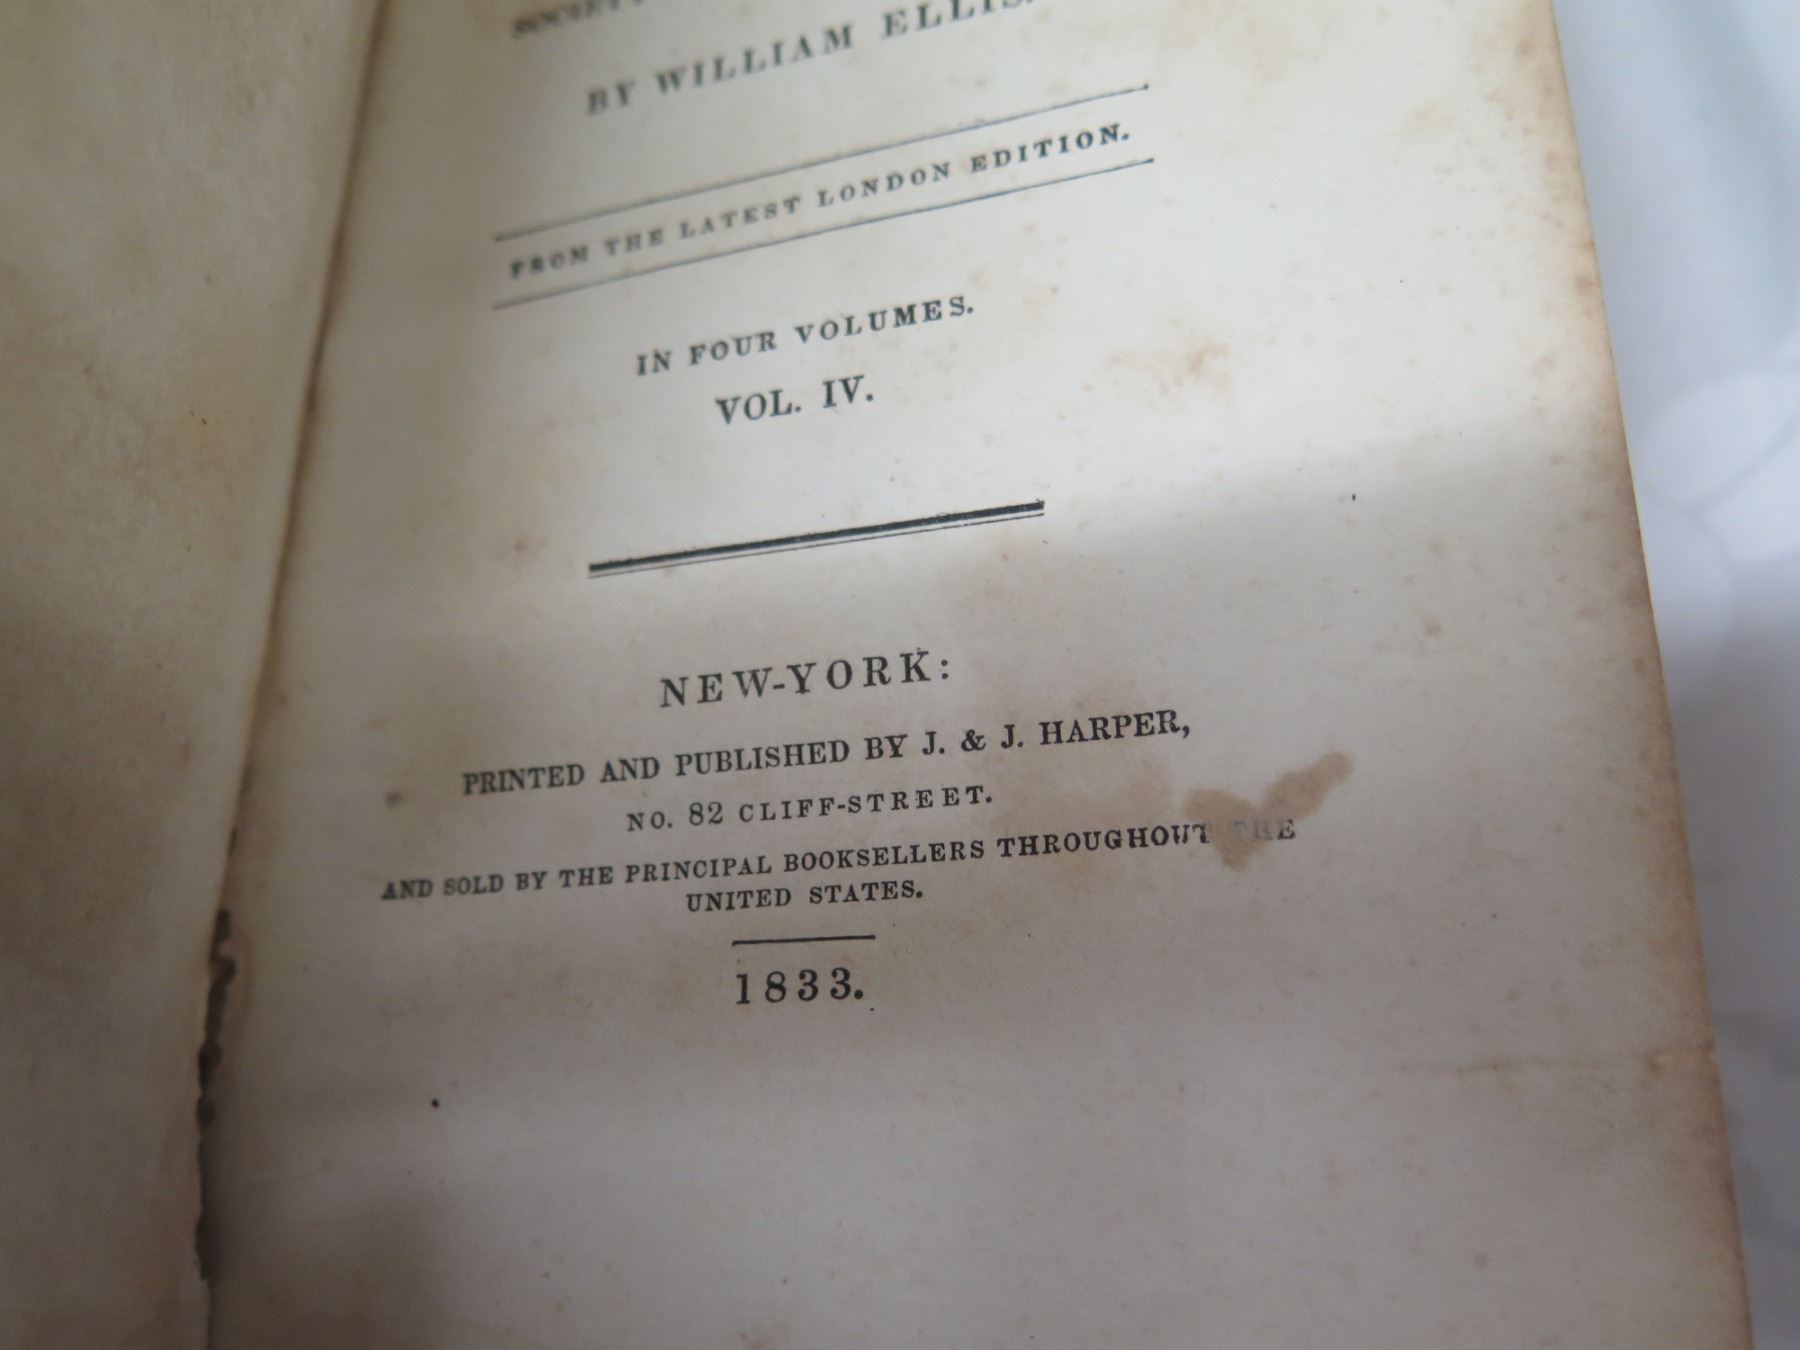 SOCIETY
BY WILLIAM ELLIS.
FROM THE LATEST LONDON EDITION.
IN FOUR VOLUMES.
VOL. IV.
NEW-YORK:
PRINTED AND PUBLISHED BY J. & J. HARPER,
NO. 82 CLIFF-STREET.
AND SOLD BY THE PRINCIPAL BOOKSELLERS THROUGHOUT THE
UNITED STATES.
1833.